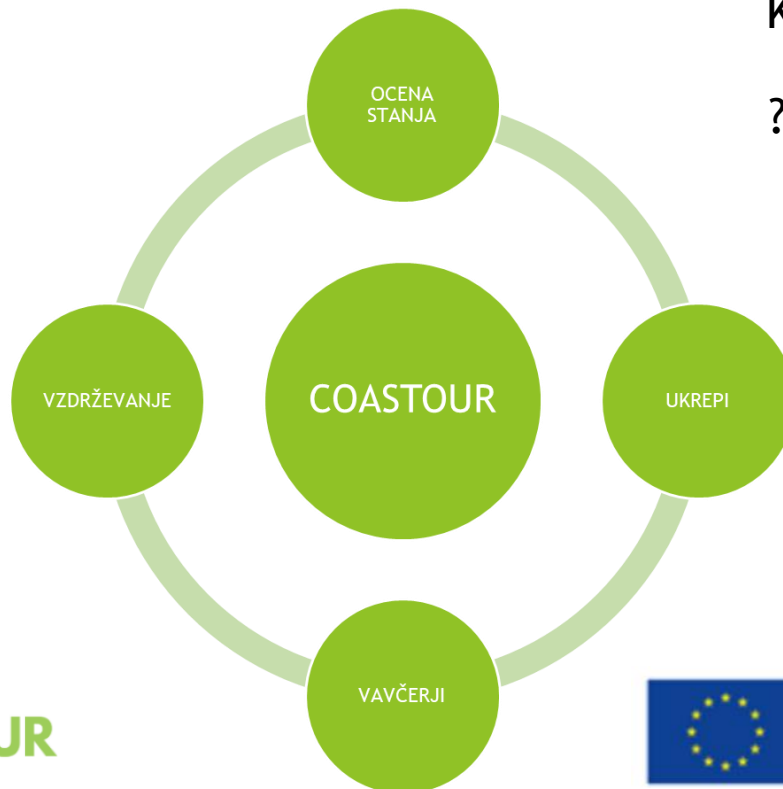 K
?
OCENA
STANJA
VZDRŽEVANJE
COASTOUR
UKREPI
VAVČERJI
UR